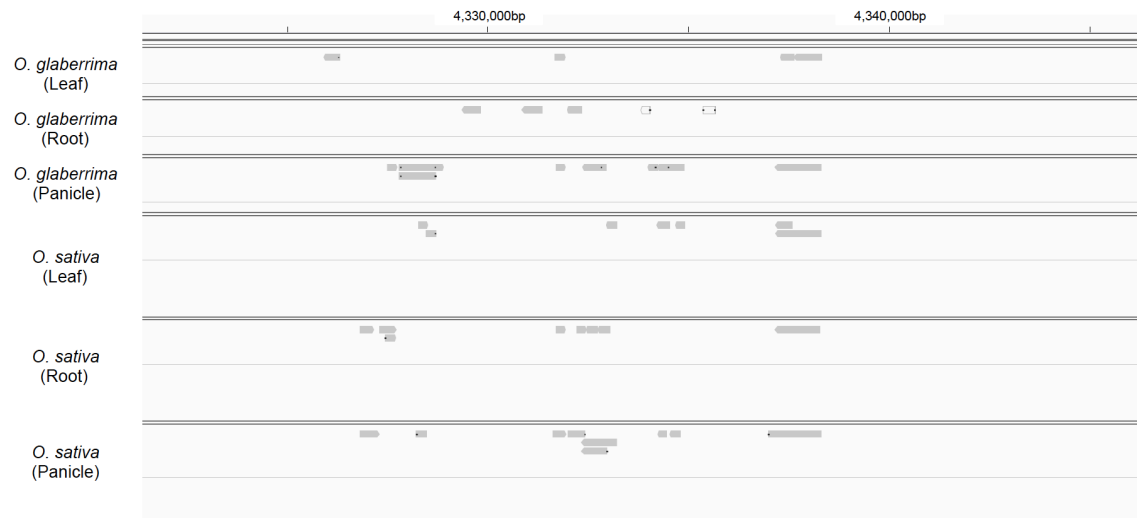 4,330,000bp
4,340,000bp
O. glaberrima
(Leaf)
O. glaberrima
(Root)
O. glaberrima
(Panicle)
O. sativa
(Leaf)
O. sativa
(Root)
O. sativa
(Panicle)